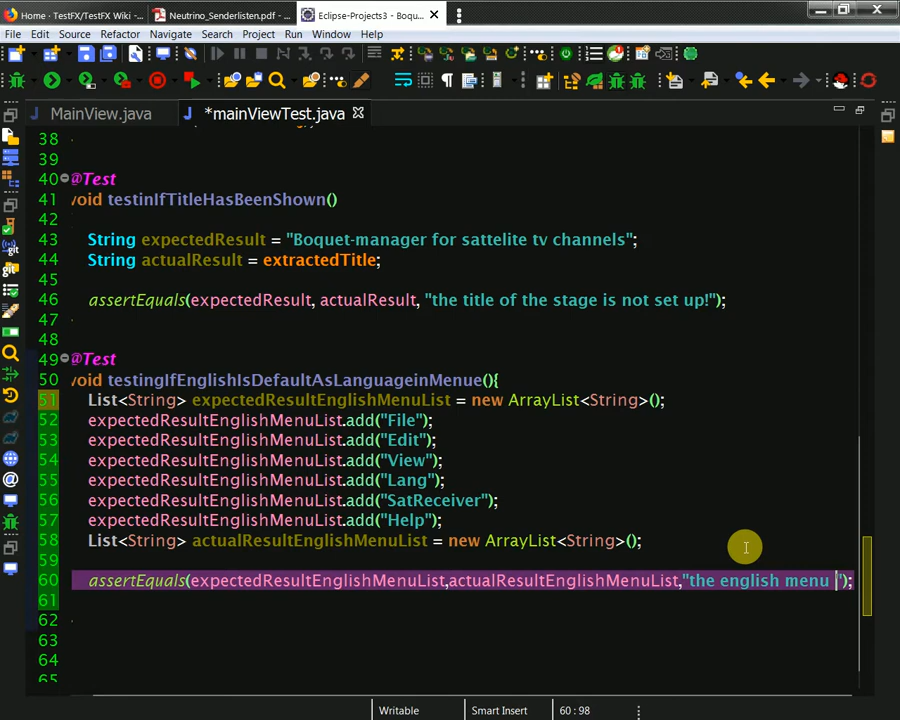 Home · TestFX/TestFX Wiki -...
Neutrino_Senderlisten.pdf - ...
Eclipse-Projects3 - Boquet...
File Edit Source Refactor Navigate Search Project Run Window Help
MainView.java
*mainViewTest.java
38
39
40 @Test
41 void testinIfTitleHasBeenShown()
42
43 String expectedResult = "Boquet-manager for sattelite tv channels";
44 String actualResult = extractedTitle;
45
46 assertEquals(expectedResult, actualResult, "the title of the stage is not set up!");
47
48
49 @Test
50 void testingIfEnglishIsDefaultAsLanguageinMenue(){
51 List<String> expectedResultEnglishMenuList = new ArrayList<String>();
52 expectedResultEnglishMenuList.add("File");
53 expectedResultEnglishMenuList.add("Edit");
54 expectedResultEnglishMenuList.add("View");
55 expectedResultEnglishMenuList.add("Lang");
56 expectedResultEnglishMenuList.add("SatReceiver");
57 expectedResultEnglishMenuList.add("Help");
58 List<String> actualResultEnglishMenuList = new ArrayList<String>();
59
60 assertEquals(expectedResultEnglishMenuList,actualResultEnglishMenuList,"the english menu ");
61
62
63
64
65
Writable Smart Insert 60 : 98